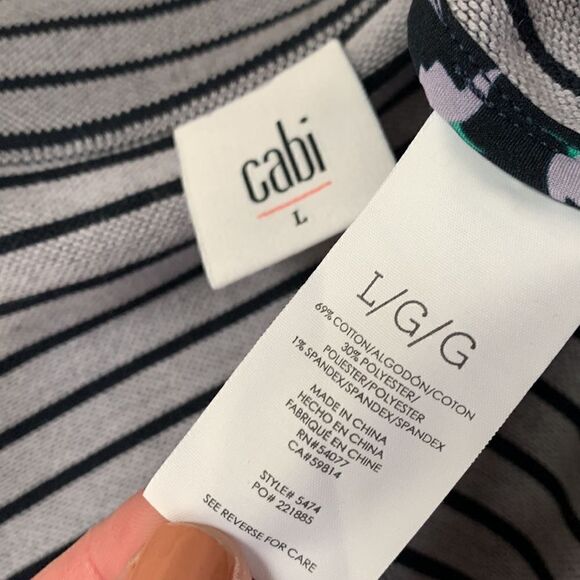 cabi
L
L/G/G
69% COTTON/ALGODÓN/COTON
30% POLYESTER/
POLIESTER/POLYESTER
1% SPANDEX/SPANDEX/SPANDEX
MADE IN CHINA
HECHO EN CHINA
FABRIQUÉ EN CHINE
RN#54077
CA#59814
STYLE# 5474
PO# 221885
SEE REVERSE FOR CARE